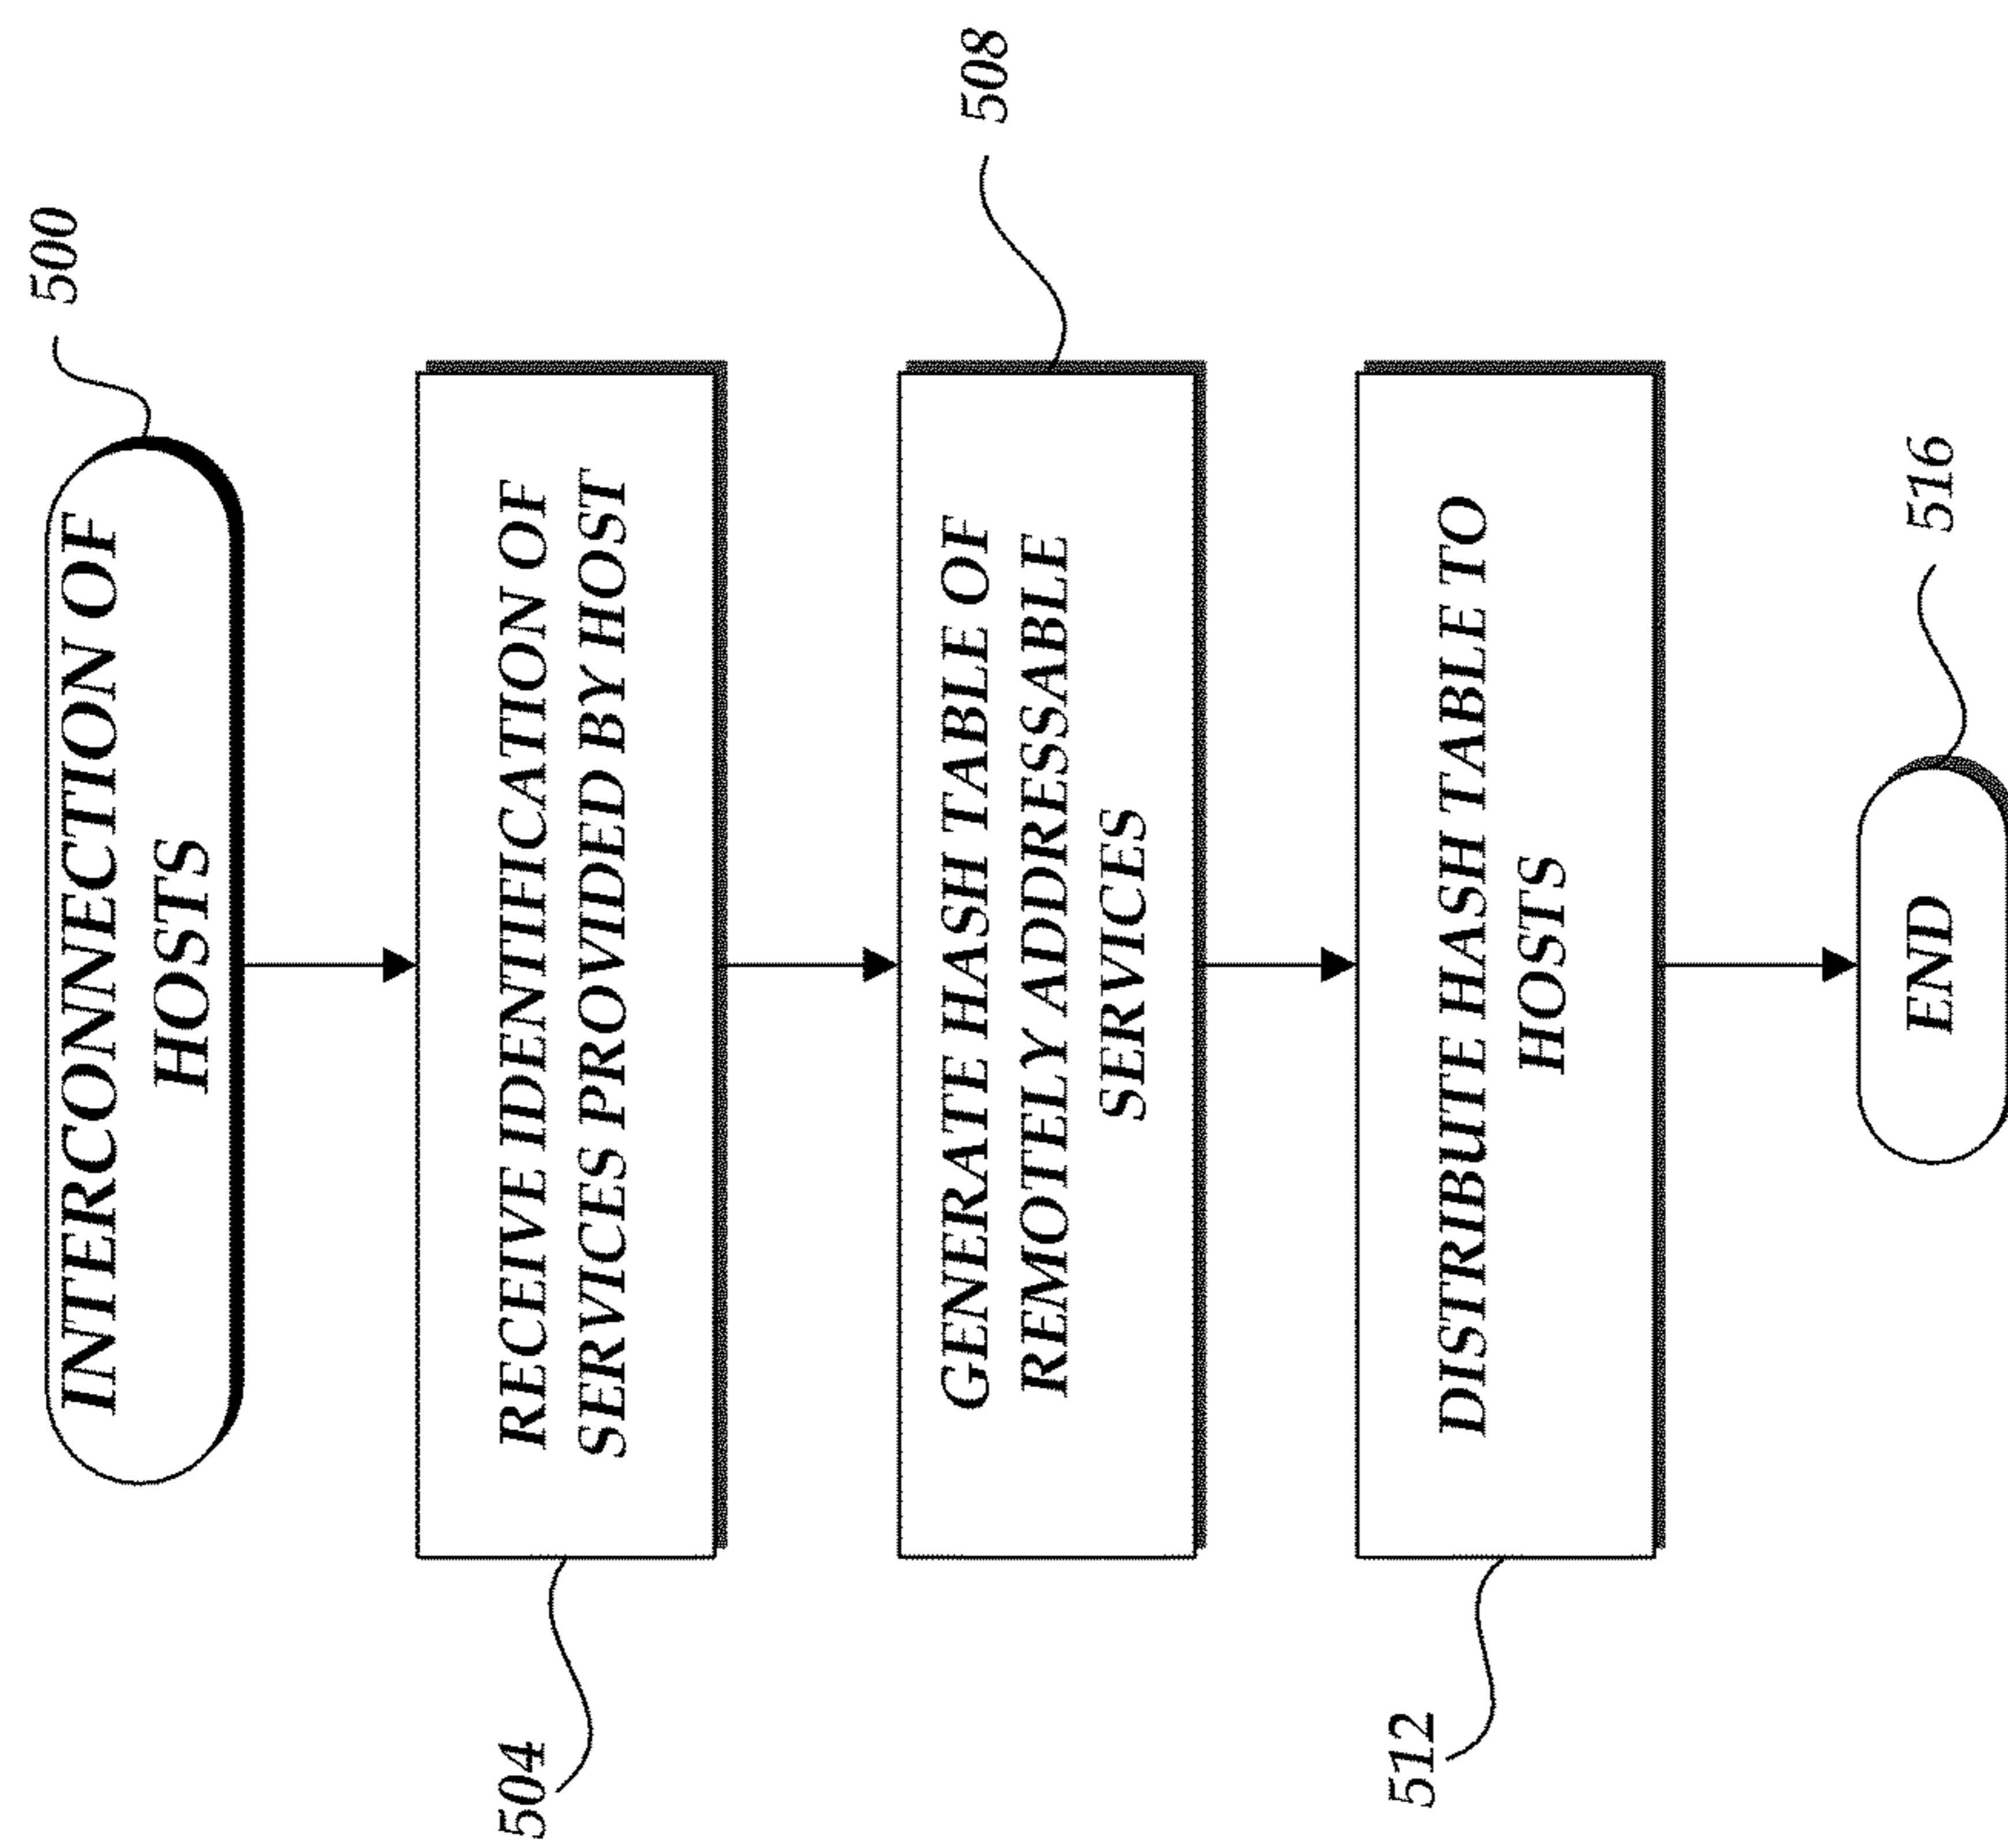 INTERCONNECTION OF
HOSTS
500
RECEIVE IDENTIFICATION OF
SERVICES PROVIDED BY HOST
504
GENERATE HASH TABLE OF
REMOTELY ADDRESSABLE
SERVICES
508
DISTRIBUTE HASH TABLE TO
HOSTS
512
END
516